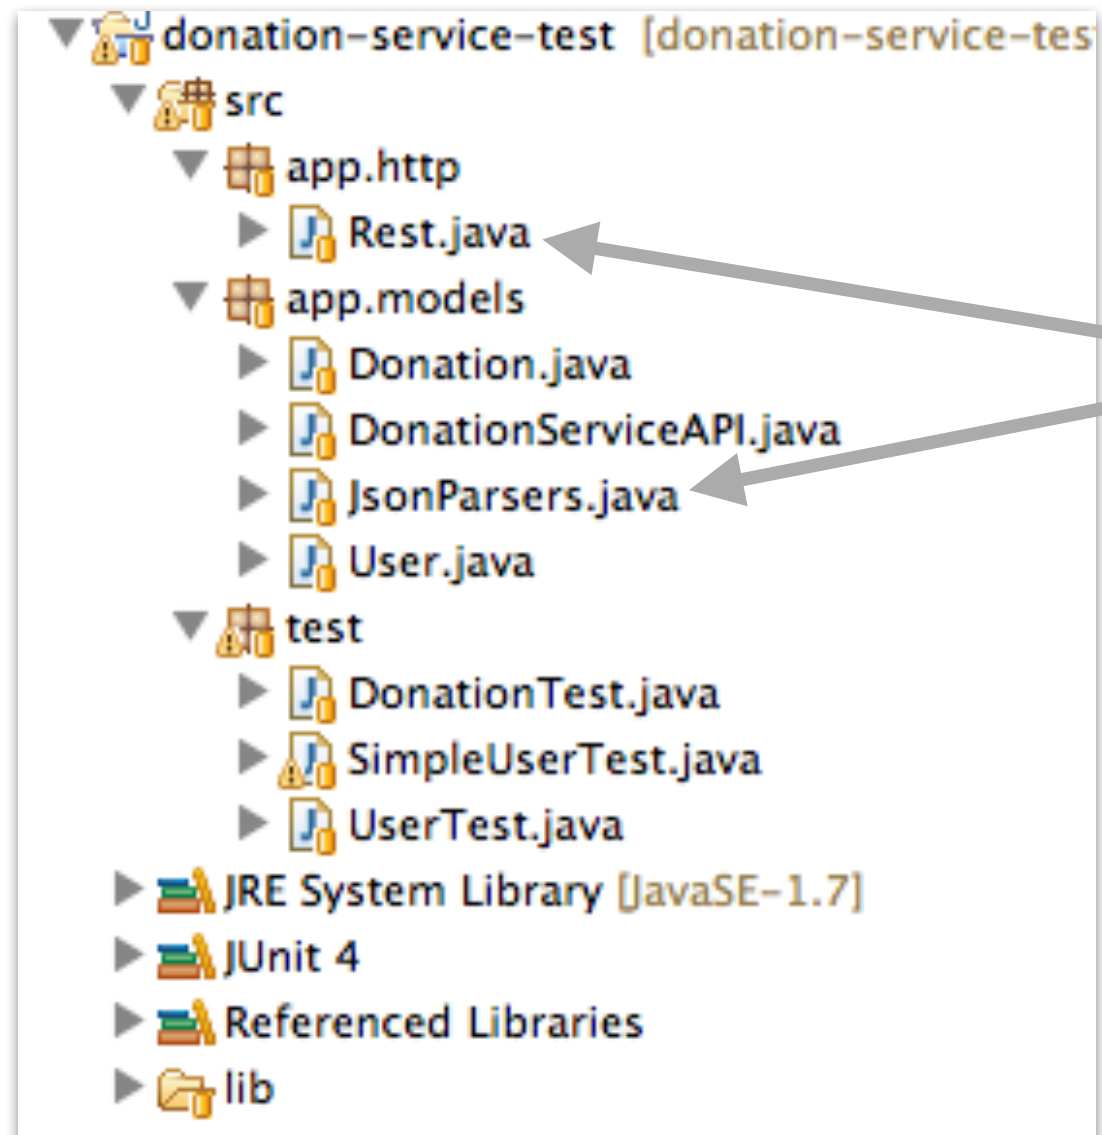 donation-service-test [donation-service-tes
src
app.http
Rest.java
app.models
Donation.java
DonationServiceAPI.java
JsonParsers.java
User.java
test
DonationTest.java
SimpleUserTest.java
UserTest.java
JRE System Library [JavaSE-1.7]
JUnit 4
Referenced Libraries
lib